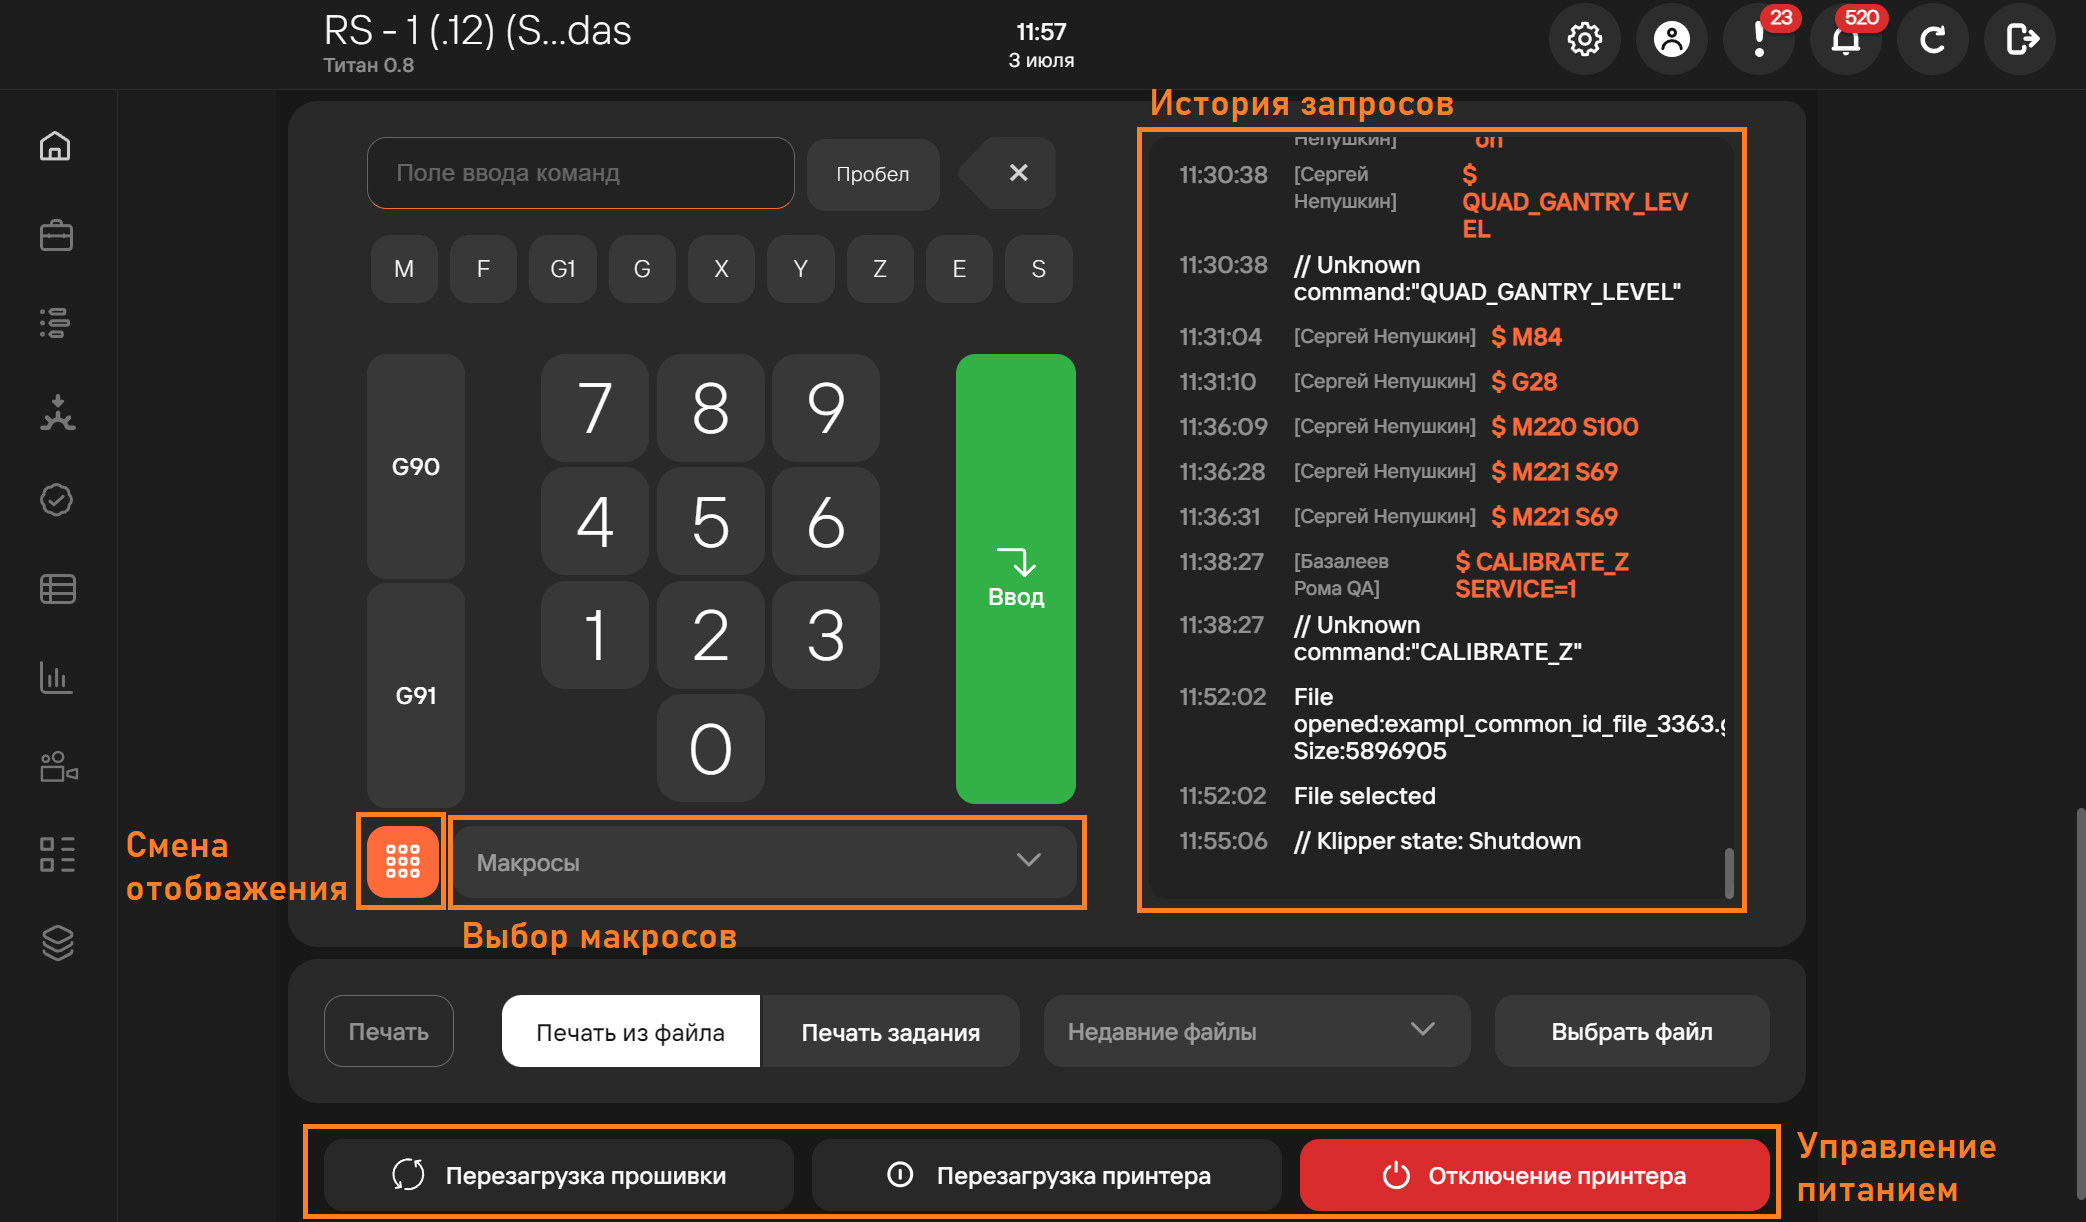 RS - 1 (.12) (S...das
Титан 0.8
11:57
3 июля
23
520
История запросов
Поле ввода команд
Пробел
M
F
G1
G
X
Y
Z
E
S
G90
G91
7
8
9
4
5
6
1
2
3
0
Ввод
Непушкин]
on
11:30:38 [Сергей Непушкин] $ QUAD_GANTRY_LEV
EL
11:30:38 // Unknown
command:"QUAD_GANTRY_LEVEL"
11:31:04 [Сергей Непушкин] $ M84
11:31:10 [Сергей Непушкин] $ G28
11:36:09 [Сергей Непушкин] $ M220 S100
11:36:28 [Сергей Непушкин] $ M221 S69
11:36:31 [Сергей Непушкин] $ M221 S69
11:38:27 [Базалеев Рома QA] $ CALIBRATE_Z
SERVICE=1
11:38:27 // Unknown
command:"CALIBRATE_Z"
11:52:02 File
opened:exampl_common_id_file_3363.g
Size:5896905
11:52:02 File selected
11:55:06 // Klipper state: Shutdown
Смена
отображения
Макросы
Выбор макросов
Печать
Печать из файла
Печать задания
Недавние файлы
Выбрать файл
Перезагрузка прошивки
Перезагрузка принтера
Отключение принтера
Управление
питанием